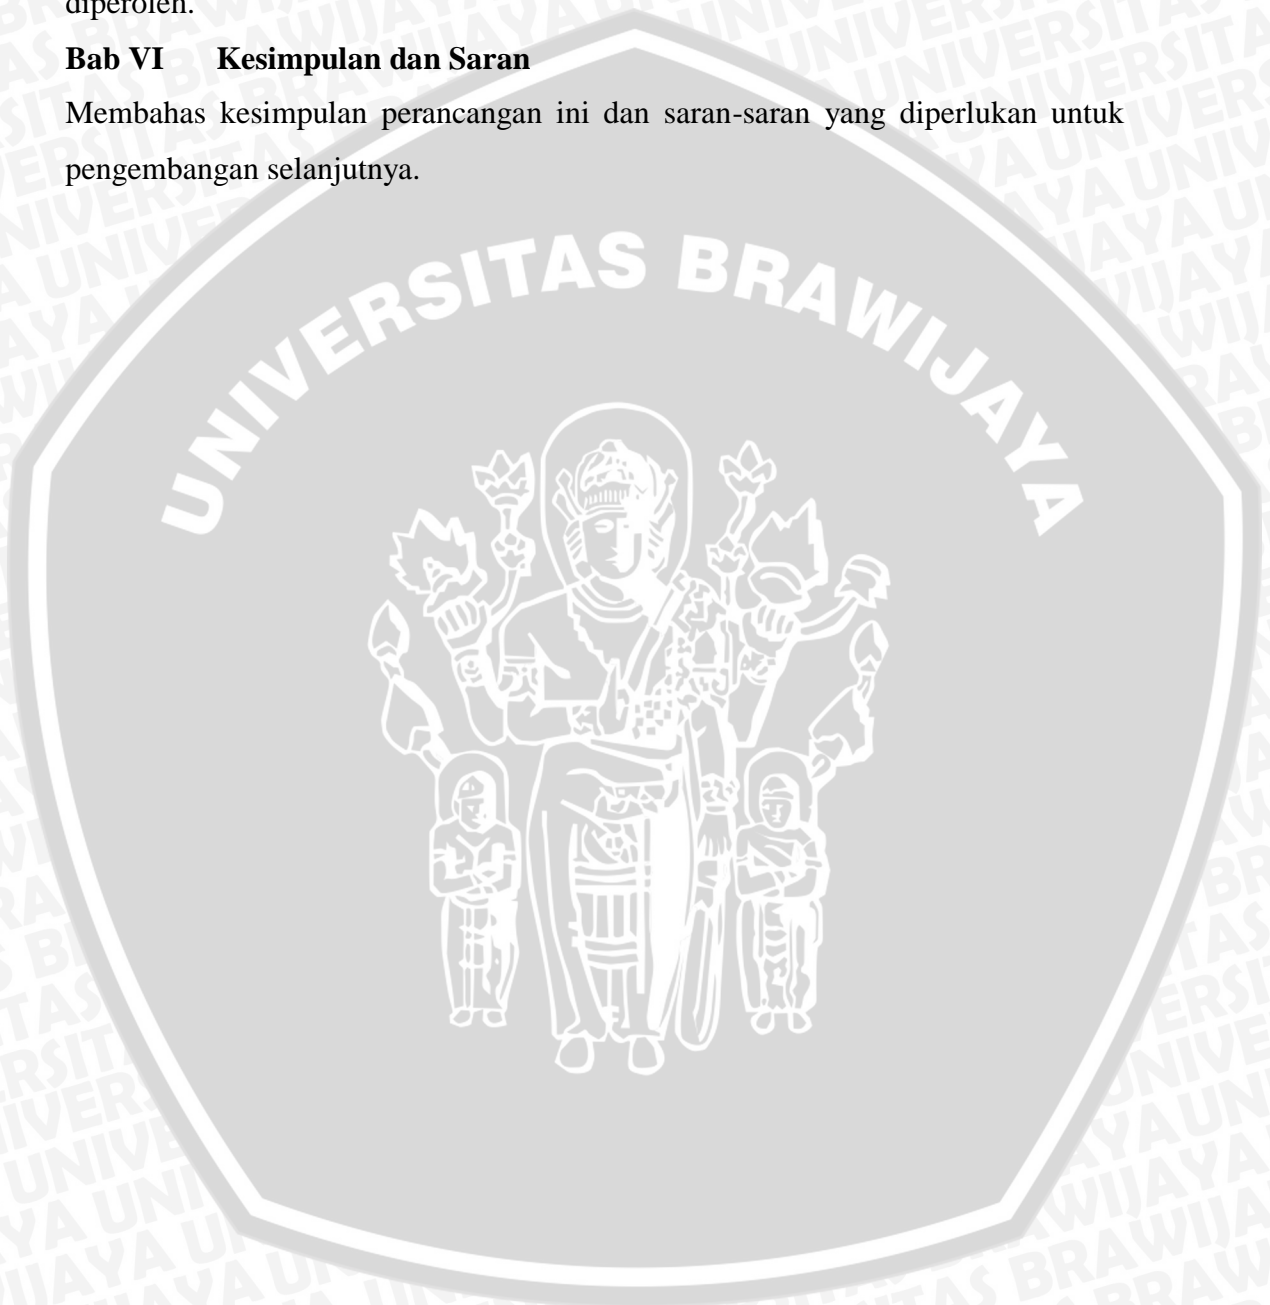 diperoleh.
Bab VI Kesimpulan dan Saran
Membahas kesimpulan perancangan ini dan saran-saran yang diperlukan untuk
pengembangan selanjutnya.
UNIVERSITAS BRAWIJAYA